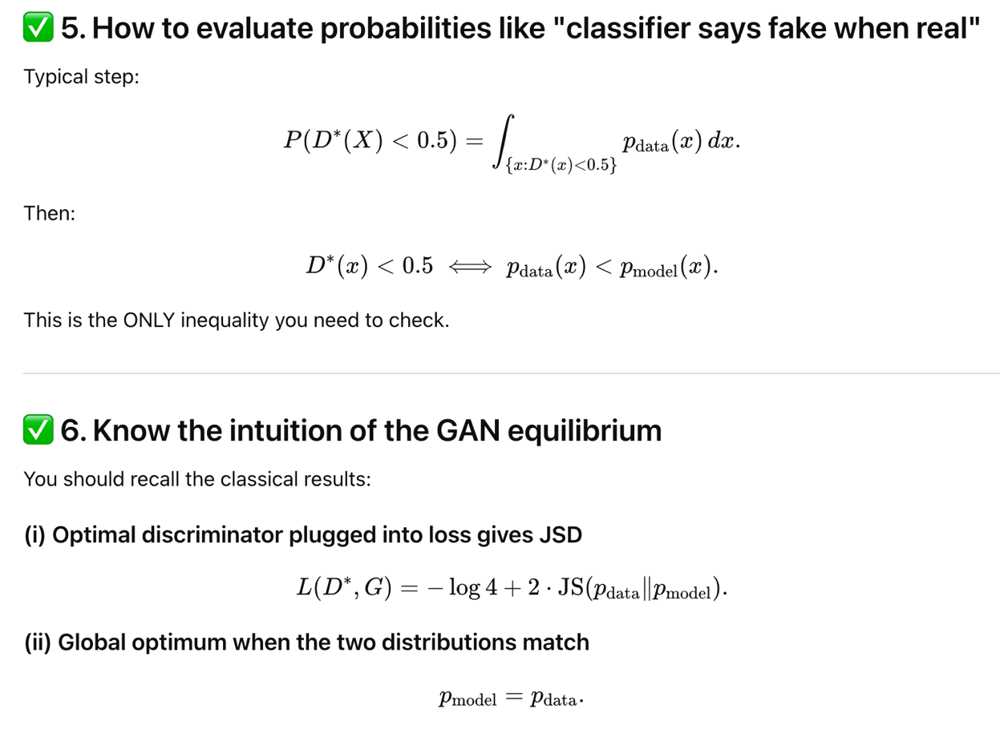 ✅ 5. How to evaluate probabilities like "classifier says fake when real"
Typical step:
P(D*(X) < 0.5) = ∫_{x:D*(x)<0.5} p_data(x) dx.
Then:
D*(x) < 0.5 ⟺ p_data(x) < p_model(x).
This is the ONLY inequality you need to check.
✅ 6. Know the intuition of the GAN equilibrium
You should recall the classical results:
(i) Optimal discriminator plugged into loss gives JSD
L(D*, G) = − log 4 + 2 · JS(p_data||p_model).
(ii) Global optimum when the two distributions match
p_model = p_data.